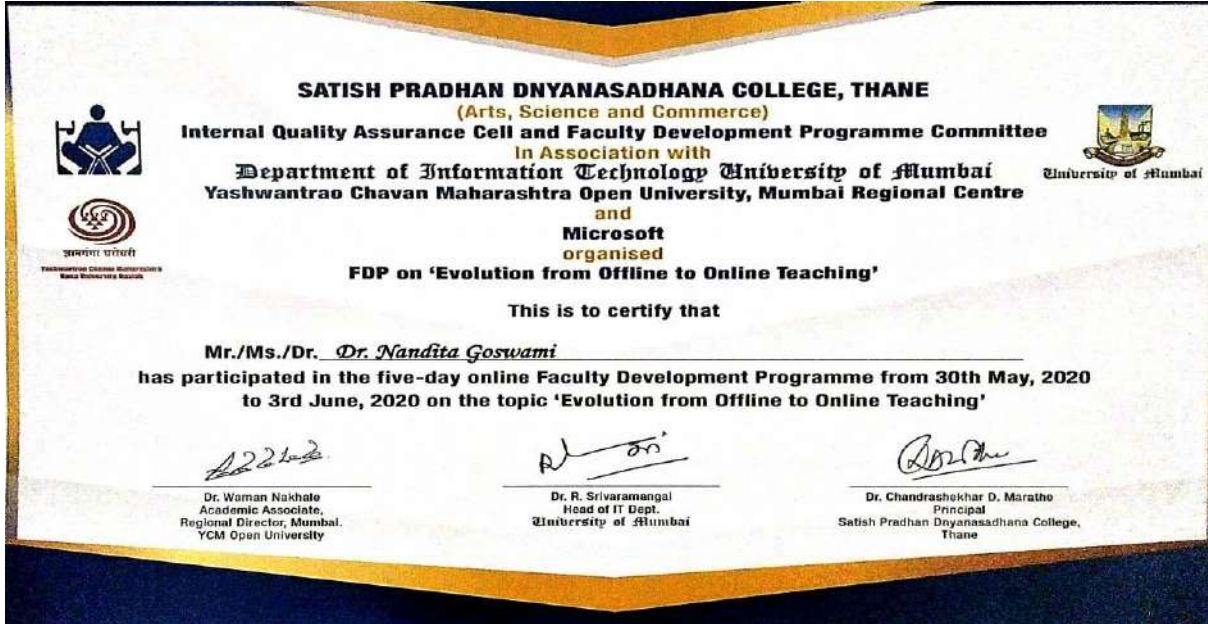 SATISH PRADHAN DNYANASADHANA COLLEGE, THANE
(Arts, Science and Commerce)
Internal Quality Assurance Cell and Faculty Development Programme Committee
In Association with
Department of Information Technology University of Mumbai
Yashwantrao Chavan Maharashtra Open University, Mumbai Regional Centre
and
Microsoft
organised
FDP on ‘Evolution from Offline to Online Teaching’
University of Mumbai
ज्ञानगंगा घरोघरी
Yashwantrao Chavan Maharashtra
Open University Nashik
This is to certify that
Mr./Ms./Dr. Dr. Nandita Goswami
has participated in the five-day online Faculty Development Programme from 30th May, 2020
to 3rd June, 2020 on the topic ‘Evolution from Offline to Online Teaching’
Dr. Waman Nakhale
Academic Associate,
Regional Director, Mumbai.
YCM Open University
Dr. R. Srivaramangai
Head of IT Dept.
University of Mumbai
Dr. Chandrashekhar D. Marathe
Principal
Satish Pradhan Dnyanasadhana College,
Thane